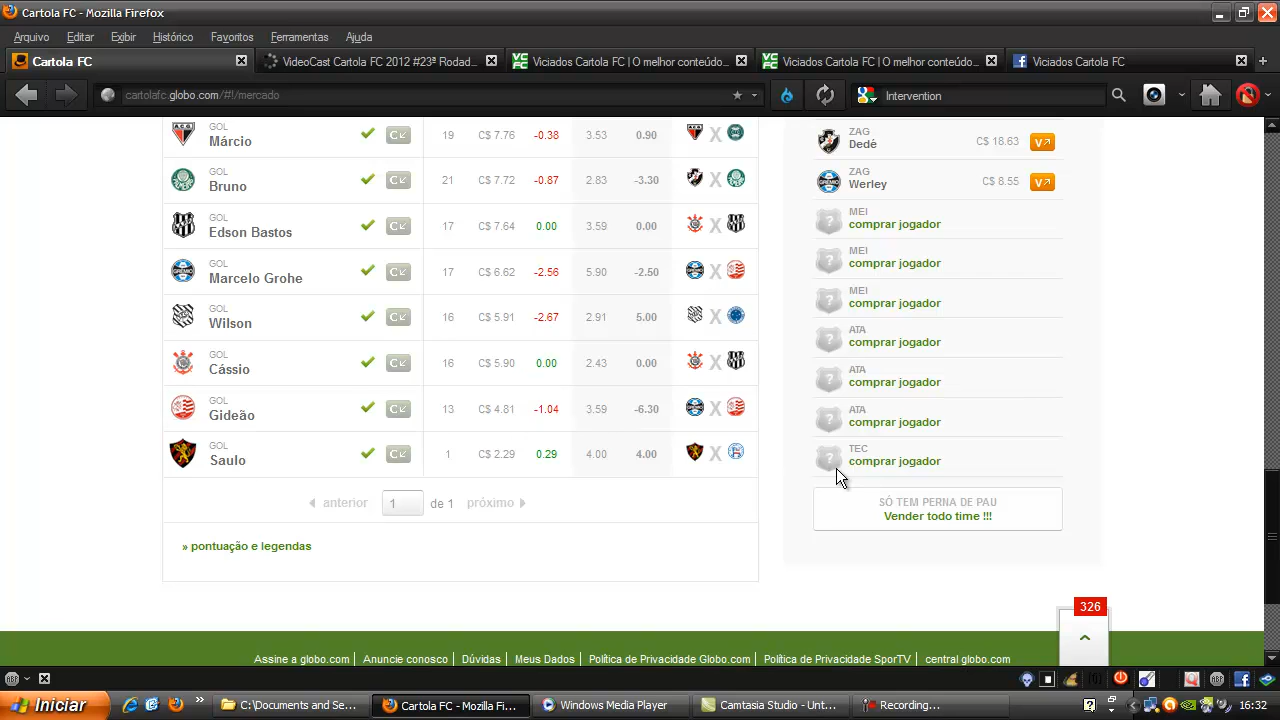 Cartola FC - Mozilla Firefox
Arquivo Editar Exibir Histórico Favoritos Ferramentas Ajuda
Cartola FC
VideoCast Cartola FC 2012 #23ª Rodad...
Viciados Cartola FC | O melhor conteúdo...
Viciados Cartola FC | O melhor conteúdo...
Viciados Cartola FC
cartolafc.globo.com/#!/mercado
Intervention
GOL
Márcio 19 C$ 7.76 -0.38 3.53 0.90 X
GOL
Bruno 21 C$ 7.72 -0.87 2.83 -3.30 X
GOL
Edson Bastos 17 C$ 7.64 0.00 3.59 0.00 X
GOL
Marcelo Grohe 17 C$ 6.62 -2.56 5.90 -2.50 X
GOL
Wilson 16 C$ 5.91 -2.67 2.91 5.00 X
GOL
Cássio 16 C$ 5.90 0.00 2.43 0.00 X
GOL
Gideão 13 C$ 4.81 -1.04 3.59 -6.30 X
GOL
Saulo 1 C$ 2.29 0.29 4.00 4.00 X
anterior 1 de 1 próximo
» pontuação e legendas
ZAG
Dedé C$ 18.63 V
ZAG
Werley C$ 8.55 V
MEI
comprar jogador
MEI
comprar jogador
MEI
comprar jogador
ATA
comprar jogador
ATA
comprar jogador
ATA
comprar jogador
TEC
comprar jogador
SÓ TEM PERNA DE PAU
Vender todo time !!!
326
Assine a globo.com Anuncie conosco Dúvidas Meus Dados Política de Privacidade Globo.com Política de Privacidade SporTV central globo.com
Iniciar
C:\Documents and Se...
Cartola FC - Mozilla Fi...
Windows Media Player
Camtasia Studio - Unt...
Recording...
16:32